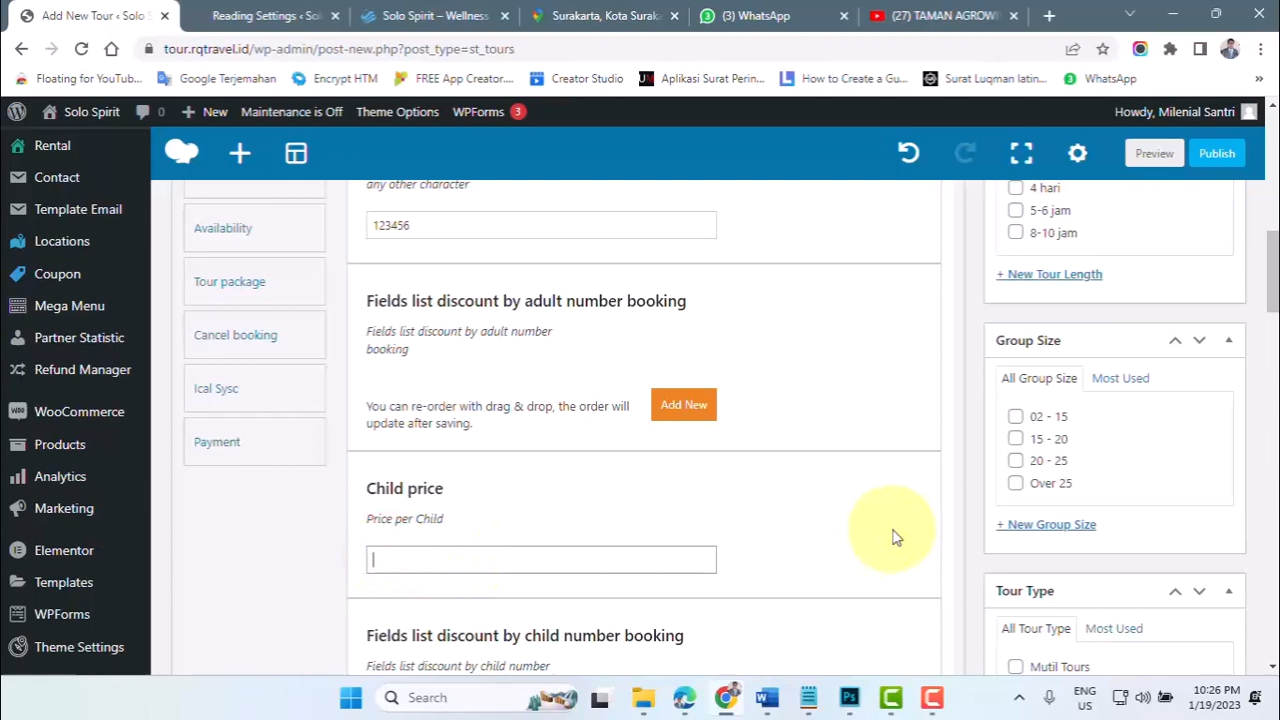 Add New Tour ‹ Solo S
Reading Settings ‹ Sol
Solo Spirit – Wellness
Surakarta, Kota Suraka
(3) WhatsApp
(27) TAMAN AGROWI
tour.rqtravel.id/wp-admin/post-new.php?post_type=st_tours
Floating for YouTub...
Google Terjemahan
Encrypt HTM
FREE App Creator....
Creator Studio
Aplikasi Surat Perin...
How to Create a Gu...
Surat Luqman latin...
WhatsApp
»
Solo Spirit
0
New
Maintenance is Off
Theme Options
WPForms 3
Howdy, Milenial Santri
Rental
Contact
Template Email
Locations
Coupon
Mega Menu
Partner Statistic
Refund Manager
WooCommerce
Products
Analytics
Marketing
Elementor
Templates
WPForms
Theme Settings
Preview
Publish
Availability
Tour package
Cancel booking
Ical Sysc
Payment
any other character
123456
Fields list discount by adult number booking
Fields list discount by adult number
booking
You can re-order with drag & drop, the order will
update after saving.
Add New
Child price
Price per Child
Fields list discount by child number booking
Fields list discount by child number
4 hari
5-6 jam
8-10 jam
+ New Tour Length
Group Size
All Group Size
Most Used
02 - 15
15 - 20
20 - 25
Over 25
+ New Group Size
Tour Type
All Tour Type
Most Used
Mutil Tours
Search
ENG
US
10:26 PM
1/19/2023